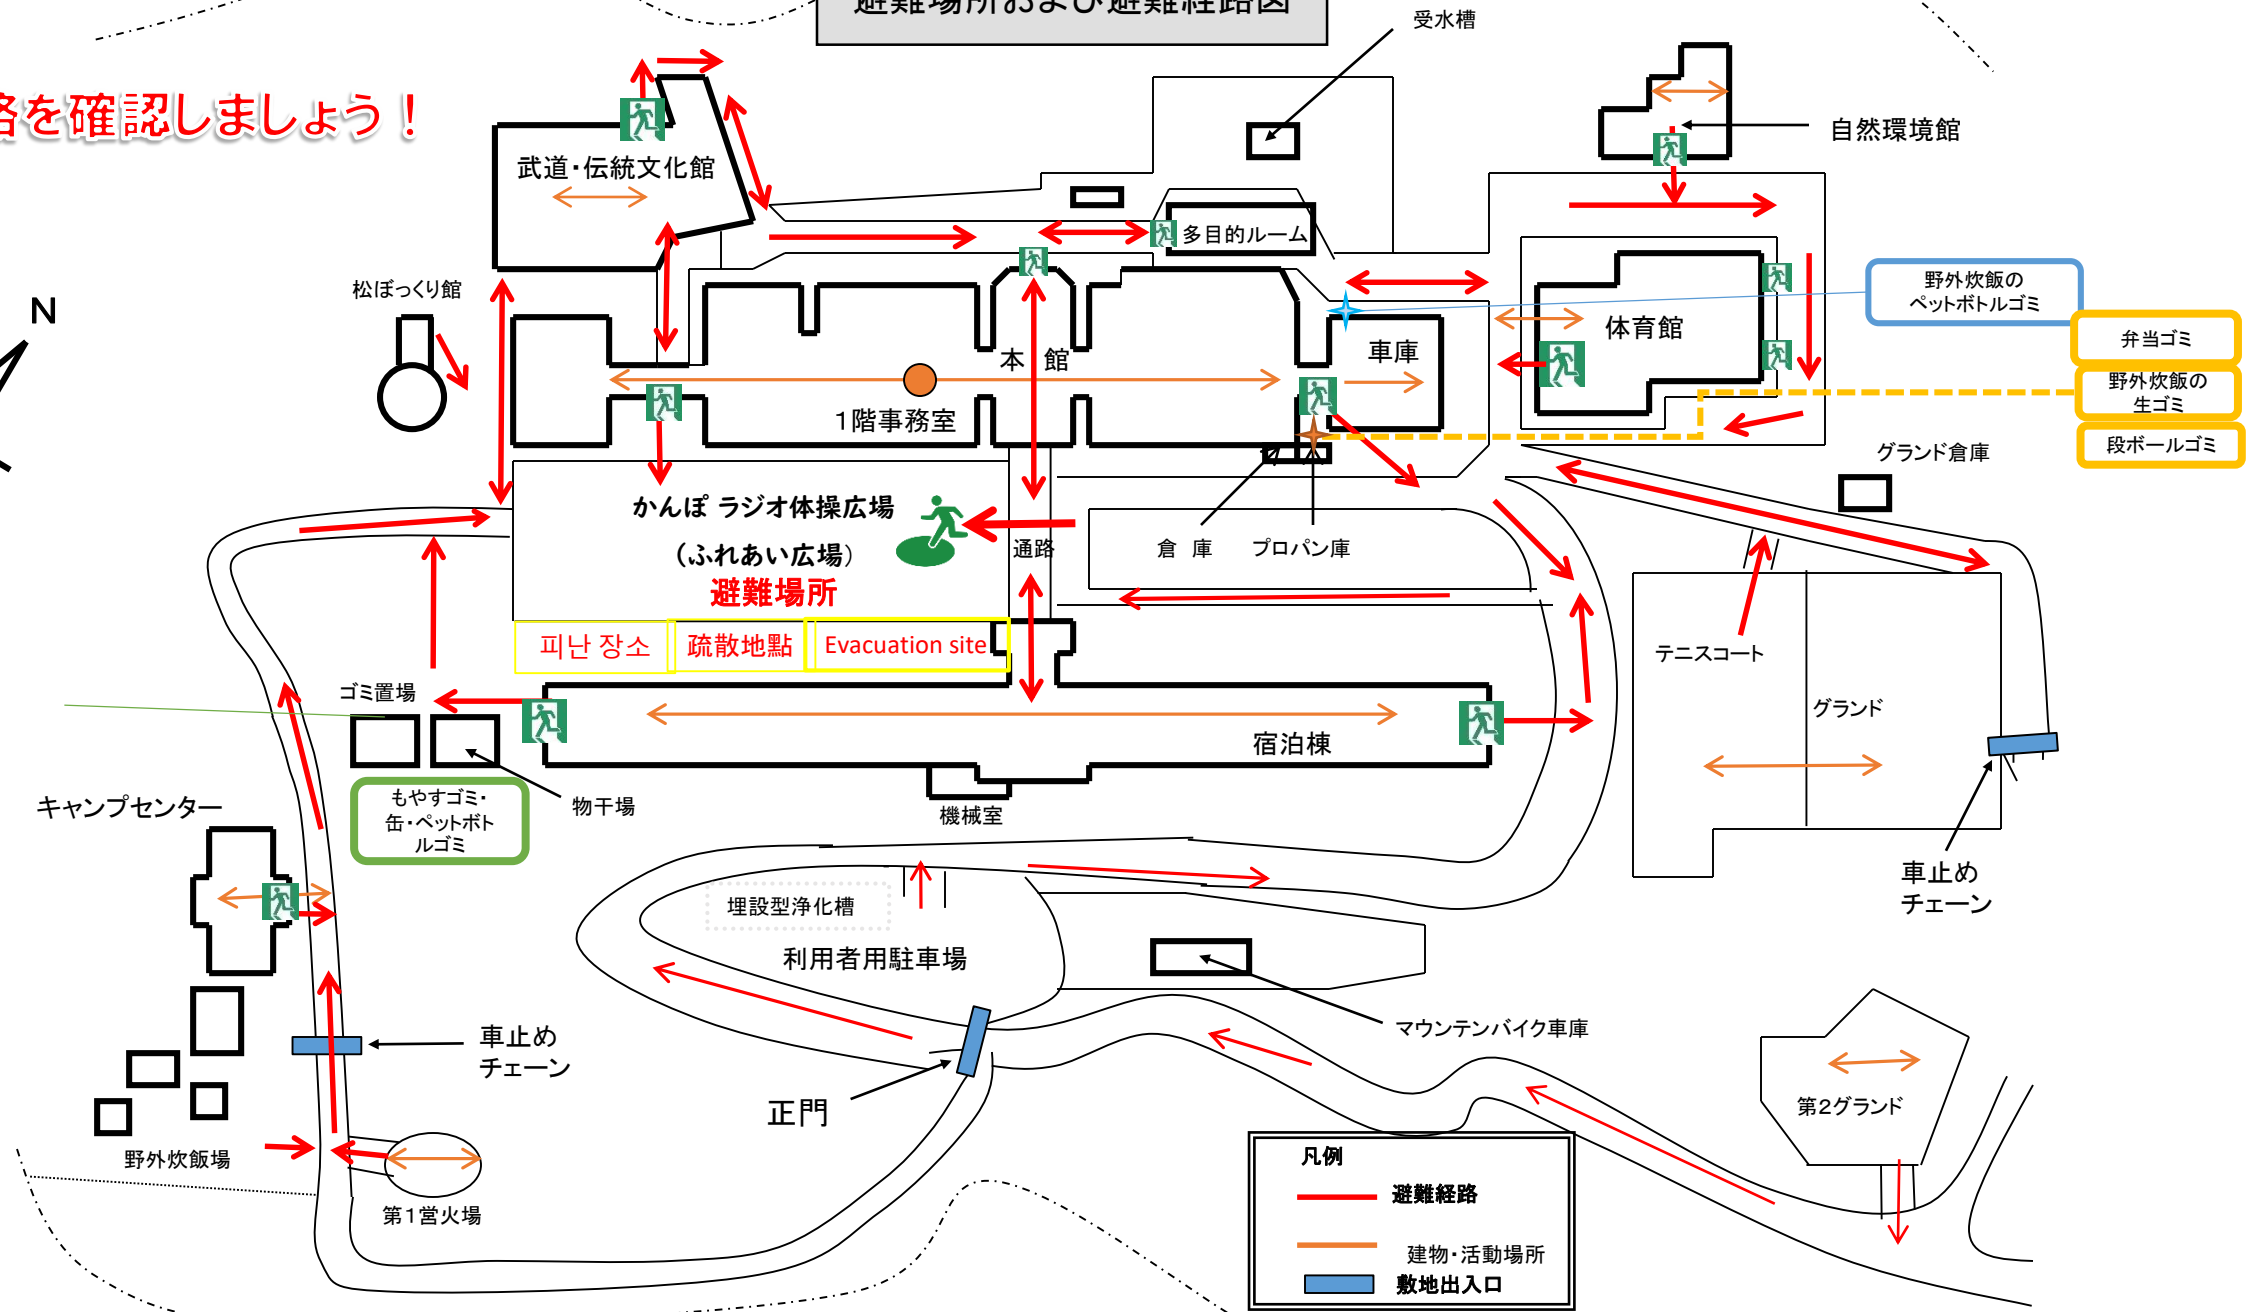 避難場所および避難経路図
路を確認しましょう！
受水槽
自然環境館
武道・伝統文化館
多目的ルーム
松ぼっくり館
N
野外炊飯の
ペットボトルゴミ
弁当ゴミ
野外炊飯の
生ゴミ
段ボールゴミ
体育館
車庫
本　館
1階事務室
グランド倉庫
かんぽ ラジオ体操広場
（ふれあい広場）
避難場所
通路
倉　庫
プロパン庫
피난 장소
疏散地點
Evacuation site
テニスコート
グランド
ゴミ置場
宿泊棟
もやすゴミ・
缶・ペットボト
ルゴミ
物干場
機械室
キャンプセンター
車止め
チェーン
埋設型浄化槽
利用者用駐車場
マウンテンバイク車庫
車止め
チェーン
正門
第2グランド
野外炊飯場
第1営火場
凡例
避難経路
建物・活動場所
敷地出入口